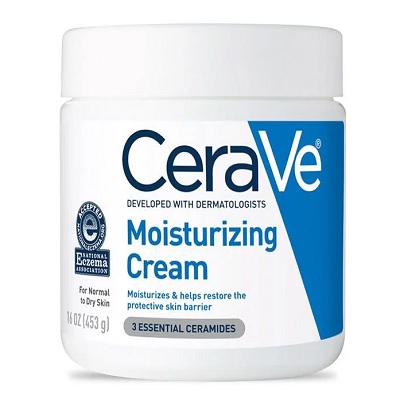 CeraVe®
DEVELOPED WITH DERMATOLOGISTS
Moisturizing
Cream
Moisturizes & helps restore the
protective skin barrier
3 ESSENTIAL CERAMIDES
ACCEPTED
e
NATIONAL
Eczema
ASSOCIATION
For Normal
to Dry Skin
16 OZ (453 g)